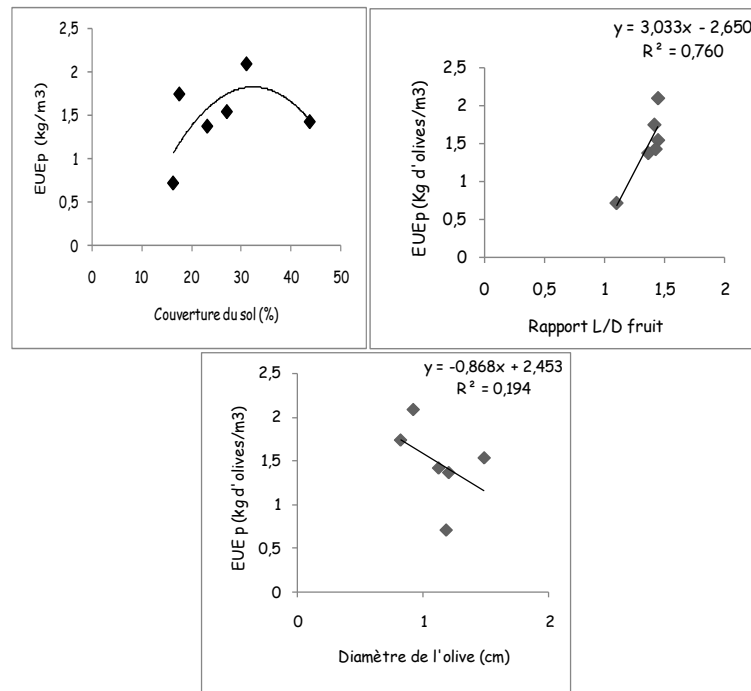 EUEp (kg/m3)
2,5
2
1,5
1
0,5
0
0 10 20 30 40 50
Couverture du sol (%)
y = 3,033x - 2,650
R² = 0,760
EUEp (Kg d'olives/m3)
2,5
2
1,5
1
0,5
0
0 0,5 1 1,5 2
Rapport L/D fruit
y = -0,868x + 2,453
R² = 0,194
EUE p (kg d'olives/m3)
2,5
2
1,5
1
0,5
0
0 1 2
Diamètre de l'olive (cm)